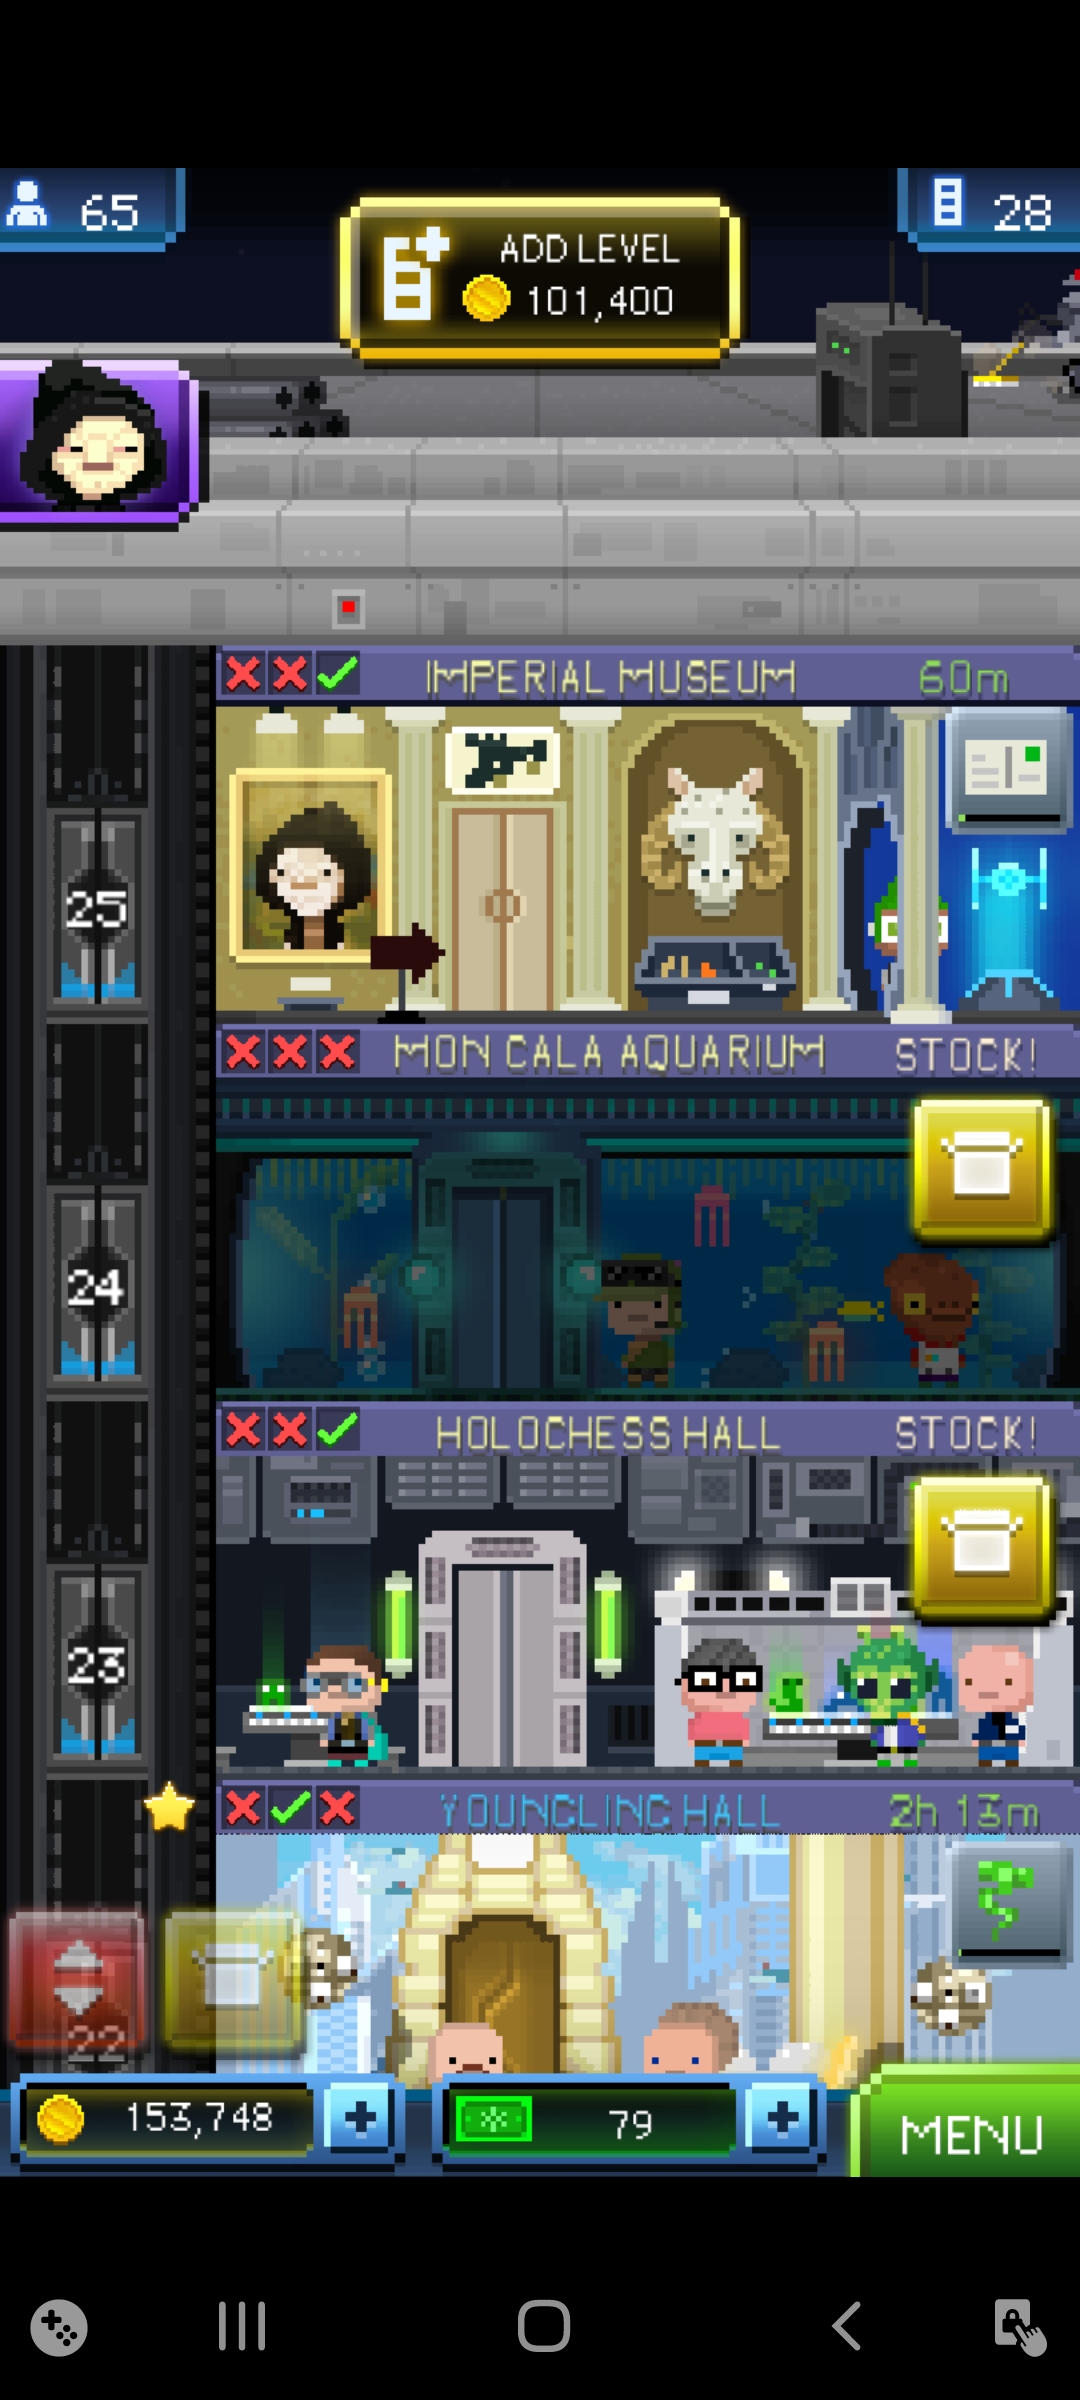 65
ADD LEVEL
101,400
28
IMPERIAL MUSEUM 60m
25
MON CALA AQUARIUM STOCK!
24
HOLOCHESS HALL STOCK!
23
YOUNGLING HALL 2h 13m
22
153,748
79
MENU